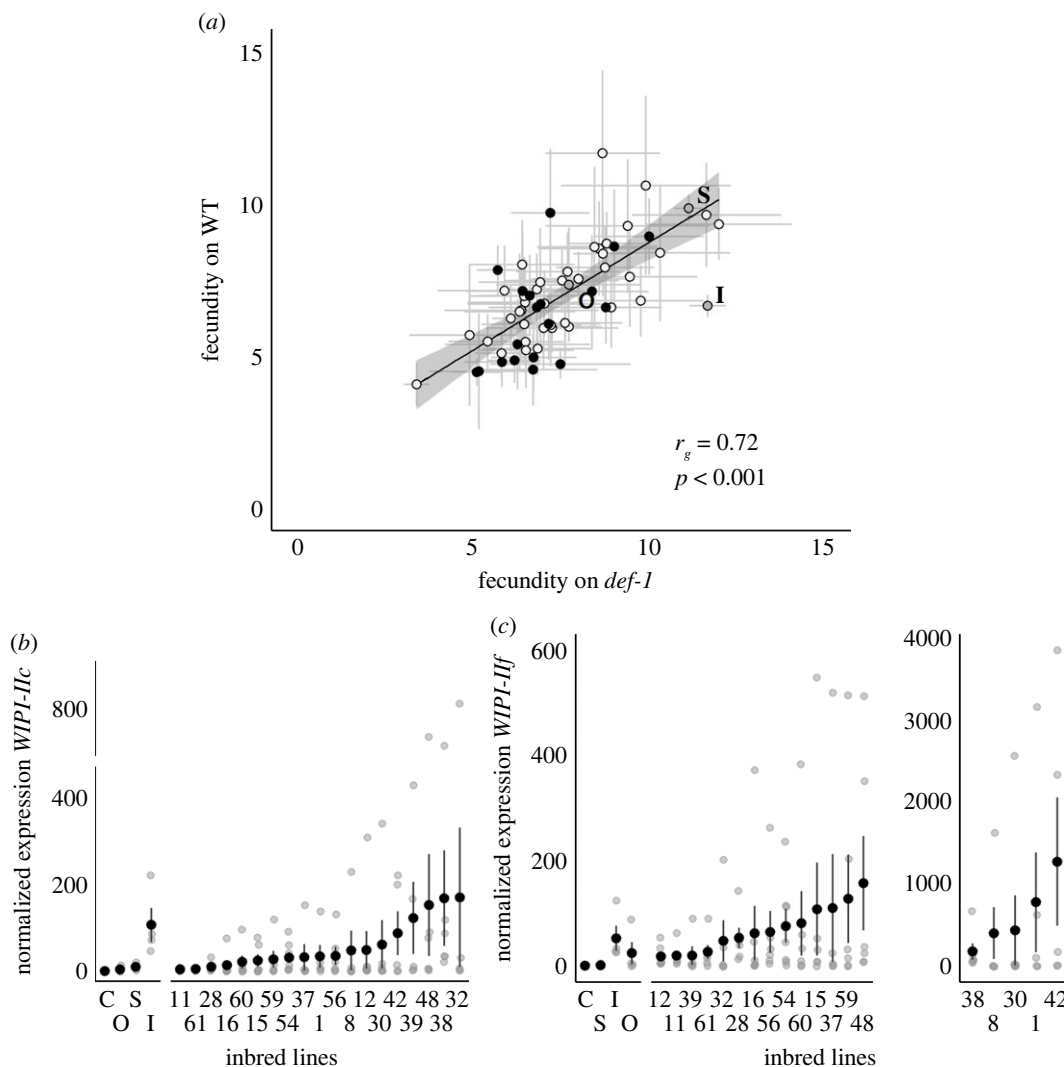 (a)
15
10
5
0
fecundity on WT
S
O
I
r_g = 0.72
p < 0.001
0 5 10 15
fecundity on def-1
(b)
800
400
200
0
normalized expression WIPI-IIc
C S 11 28 60 59 37 56 12 42 48 32
O I 61 16 15 54 1 8 30 39 38
inbred lines
(c)
600
400
200
0
normalized expression WIPI-IIf
C I 12 39 32 16 54 15 59
S O 11 61 28 56 60 37 48
4000
3000
2000
1000
0
38 30 42
8 1
inbred lines